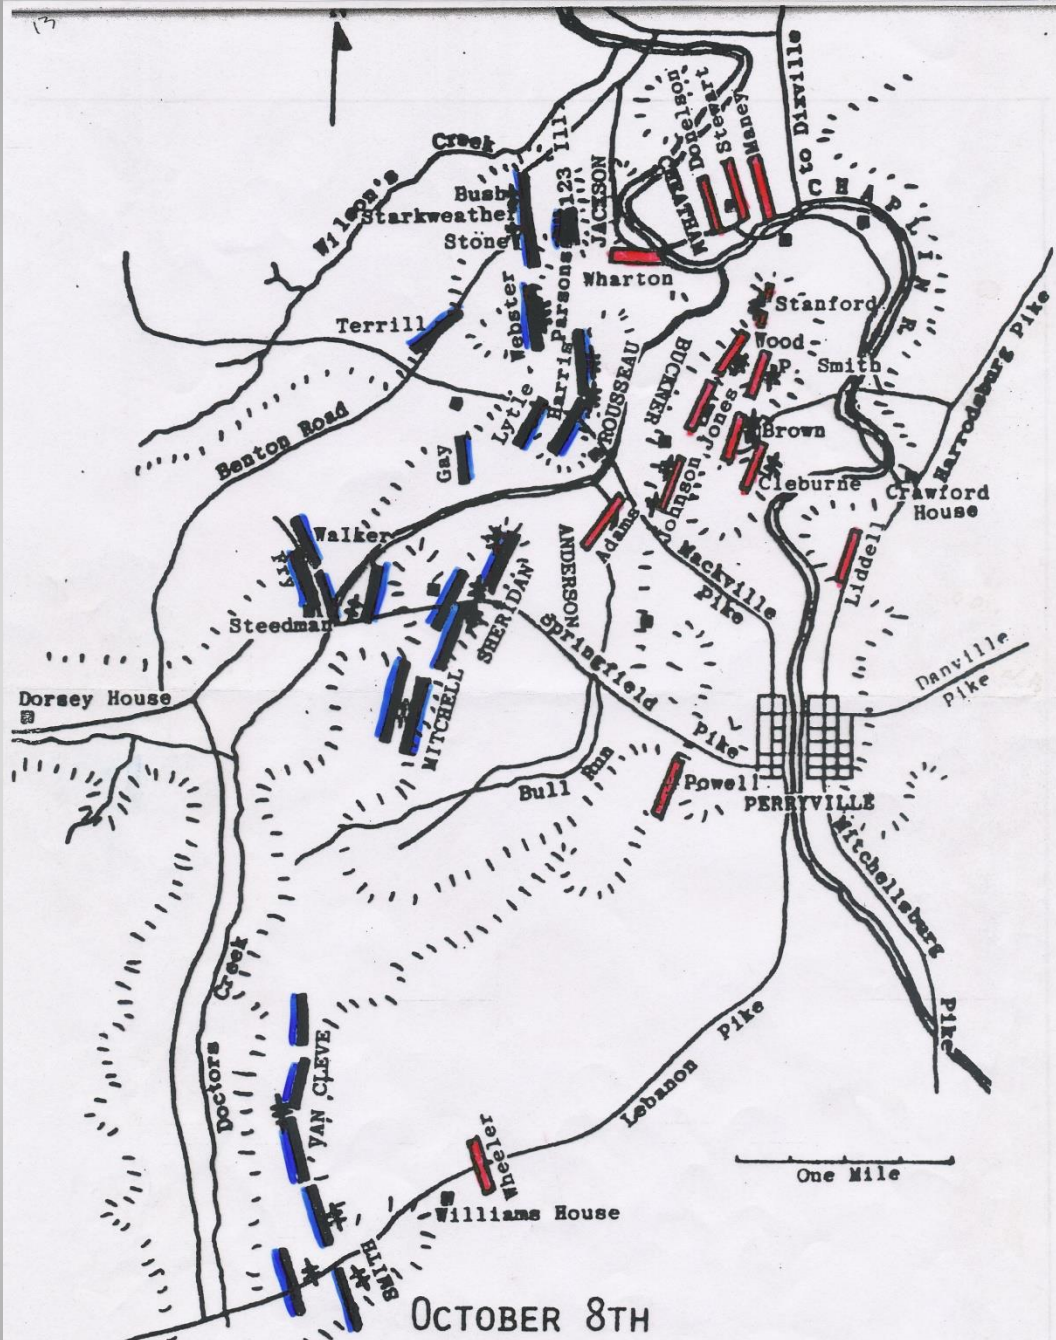 13
N
to Dixville
Donelson
Stewart
Maney
CHEATHAM
CHAPLIN R
Wilson's Creek
Ill
123
Parsons
JACKSON
Busb
Starkweathe
Stone
Webster
Wharton
Terrill
Harris
Lytle
ROUSSEAU
Stanford
Wood
P. Smith
BUCKNER
Jones
Brown
Cleburne
Johnson
Harrodsburg Pike
Crawford
House
Benton Road
Gay
Walker
Fry
Steedman
SHERIDAN
MITCHELL
ANDERSON
Adams
Mackville
Pike
Liddell
Springfield
Pike
Danville
Pike
Dorsey House
Bull Run
Powell
PERRYVILLE
Mitchellsburg
Pike
Doctors Creek
VAN CLEVE
Lebanon Pike
Wheeler
Williams House
SMITH
One Mile
OCTOBER 8TH